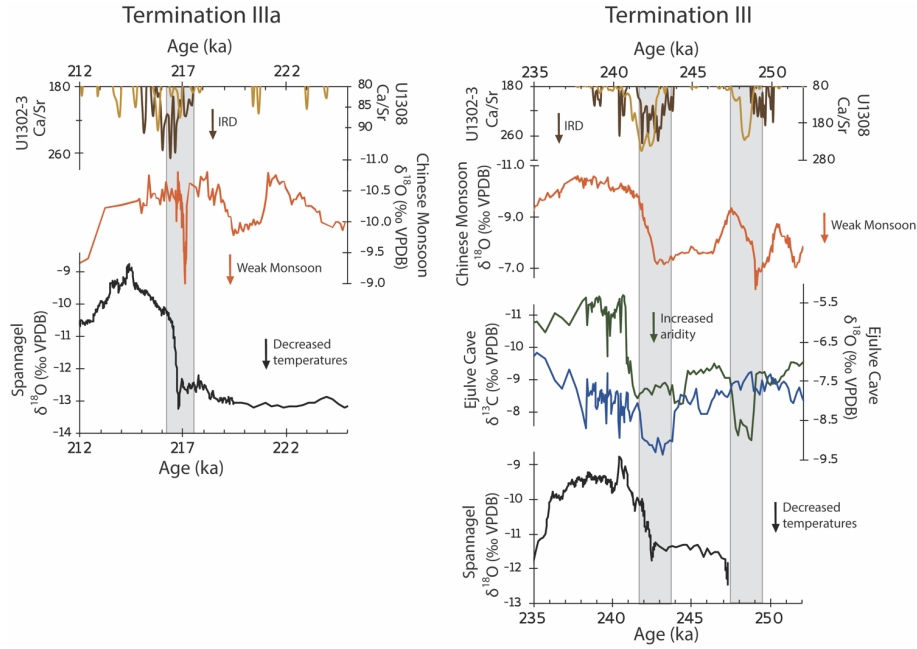 Termination IIIa
Age (ka)
212
217
222
180
260
U1302-3
Ca/Sr
80
85
90
U1308
Ca/Sr
IRD
-11.0
-10.5
-10.0
-9.5
-9.0
Chinese Monsoon
δ¹⁸O (‰ VPDB)
Weak Monsoon
-9
-10
-11
-12
-13
-14
Spannagel
δ¹⁸O (‰ VPDB)
Decreased
temperatures
212
217
222
Age (ka)
Termination III
Age (ka)
235
240
245
250
180
260
U1302-3
Ca/Sr
80
180
280
U1308
Ca/Sr
IRD
-11.0
-9.0
-7.0
Chinese Monsoon
δ¹⁸O (‰ VPDB)
Weak Monsoon
-11
-10
-9
-8
Ejulve Cave
δ¹³C (‰ VPDB)
Increased
aridity
-5.5
-6.5
-7.5
-8.5
-9.5
Ejulve Cave
δ¹⁸O (‰ VPDB)
-9
-10
-11
-12
-13
Spannagel
δ¹⁸O (‰ VPDB)
Decreased
temperatures
235
240
245
250
Age (ka)